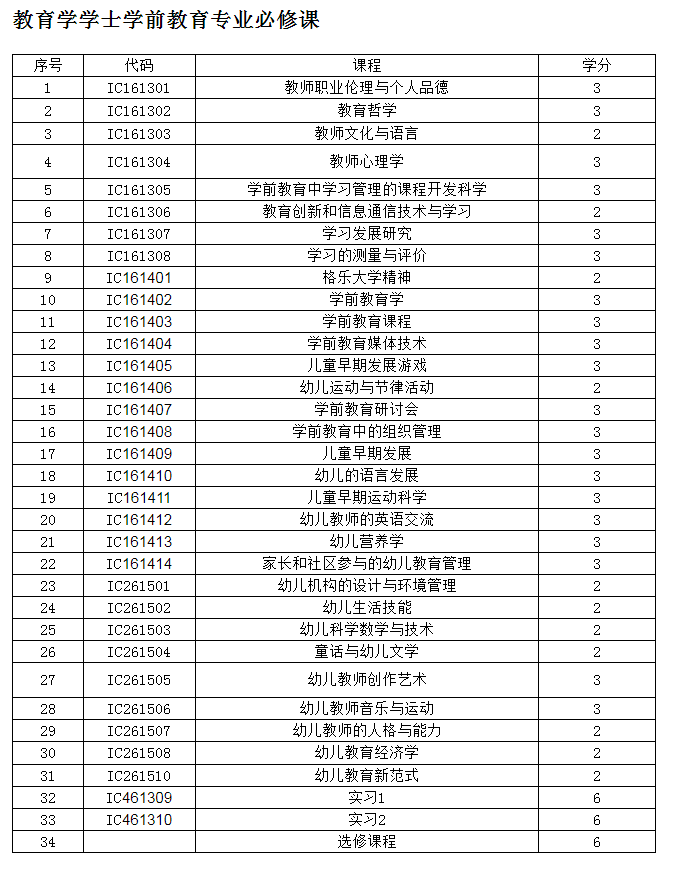 教育学学士学前教育专业必修课
序号 代码 课程 学分
1 IC161301 教师职业伦理与个人品德 3
2 IC161302 教育哲学 3
3 IC161303 教师文化与语言 2
4 IC161304 教师心理学 3
5 IC161305 学前教育中学习管理的课程开发科学 3
6 IC161306 教育创新和信息通信技术与学习 2
7 IC161307 学习发展研究 3
8 IC161308 学习的测量与评价 3
9 IC161401 格乐大学精神 2
10 IC161402 学前教育学 3
11 IC161403 学前教育课程 3
12 IC161404 学前教育媒体技术 3
13 IC161405 儿童早期发展游戏 3
14 IC161406 幼儿运动与节律活动 2
15 IC161407 学前教育研讨会 3
16 IC161408 学前教育中的组织管理 3
17 IC161409 儿童早期发展 3
18 IC161410 幼儿的语言发展 3
19 IC161411 儿童早期运动科学 3
20 IC161412 幼儿教师的英语交流 3
21 IC161413 幼儿营养学 3
22 IC161414 家长和社区参与的幼儿教育管理 3
23 IC261501 幼儿机构的设计与环境管理 2
24 IC261502 幼儿生活技能 2
25 IC261503 幼儿科学数学与技术 2
26 IC261504 童话与幼儿文学 2
27 IC261505 幼儿教师创作艺术 3
28 IC261506 幼儿教师音乐与运动 3
29 IC261507 幼儿教师的人格与能力 2
30 IC261508 幼儿教育经济学 2
31 IC261510 幼儿教育新范式 2
32 IC461309 实习1 6
33 IC461310 实习2 6
34 选修课程 6